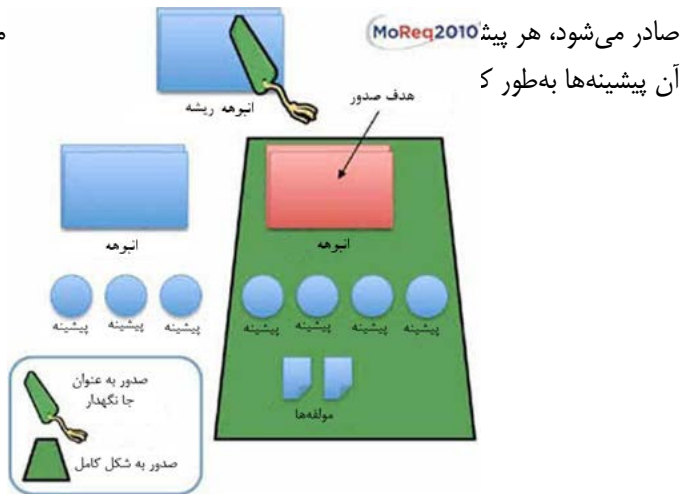 صادر می‌شود، هر
آن پیشینه‌ها به‌طور
MoReq2010
انبوهه ریشه
هدف صدور
انبوهه
انبوهه
پیشینه پیشینه پیشینه پیشینه
پیشینه پیشینه پیشینه
مولفه‌ها
صدور به عنوان
جا نگهدار
صدور به شکل کامل